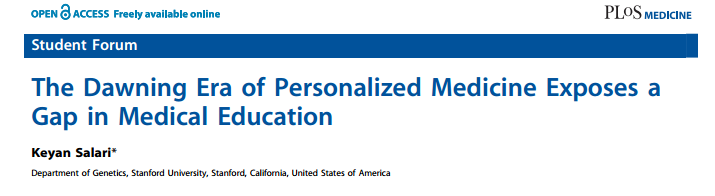 OPEN ACCESS Freely available online PLoS MEDICINE
Student Forum
The Dawning Era of Personalized Medicine Exposes a
Gap in Medical Education
Keyan Salari*
Department of Genetics, Stanford University, Stanford, California, United States of America